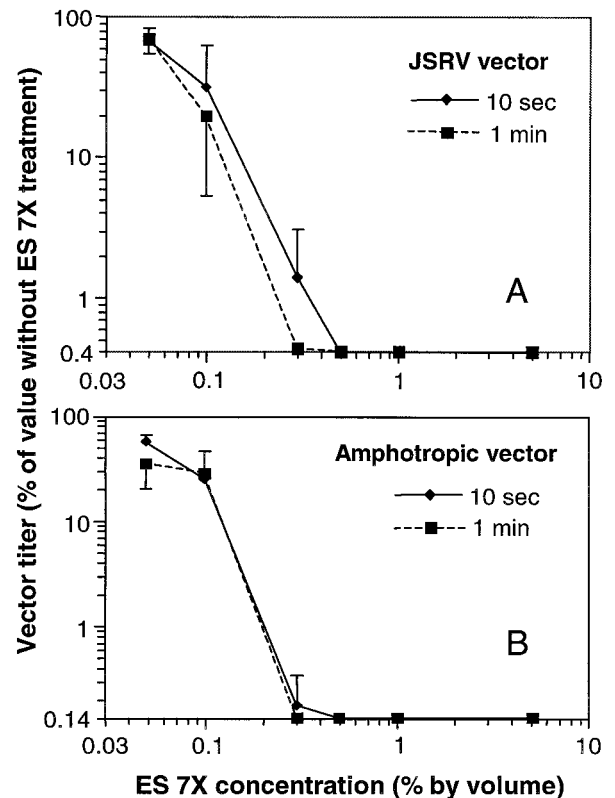 Vector titer (% of value without ES 7X treatment)
100
10
1
0.4
JSRV vector
10 sec
1 min
A
0.03
0.1
1
10
100
10
1
0.14
Amphotropic vector
10 sec
1 min
B
0.03
0.1
1
10
ES 7X concentration (% by volume)